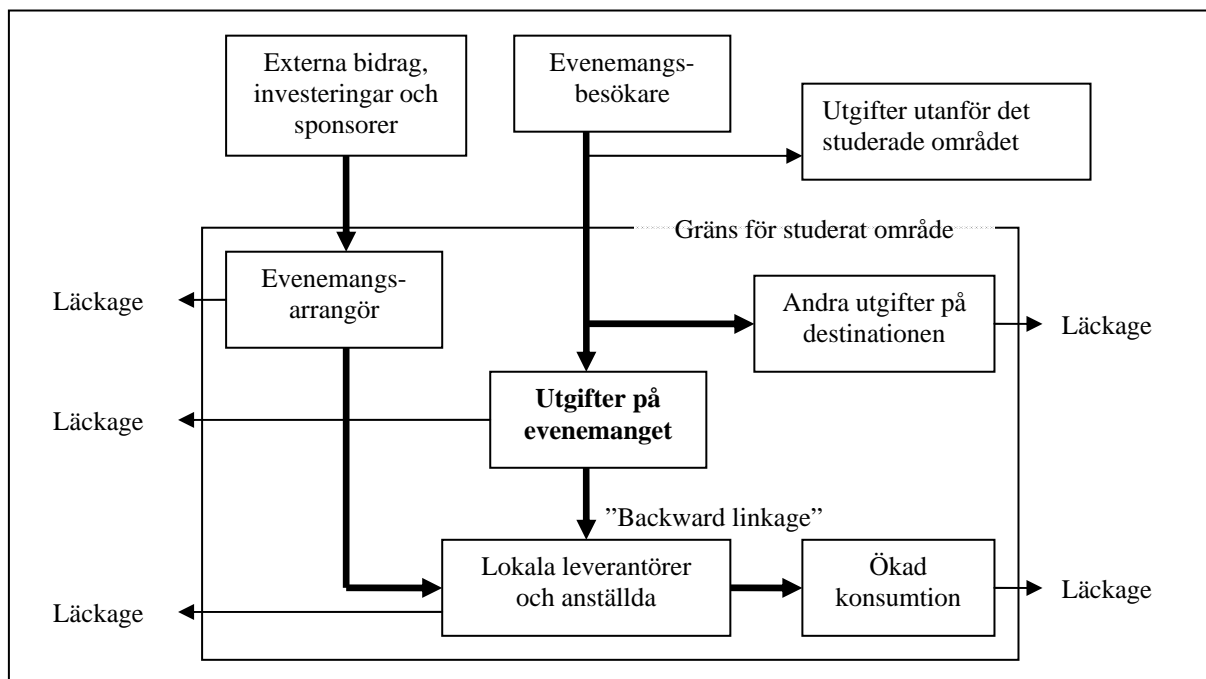 Externa bidrag,
investeringar och
sponsorer
Evenemangs-
besökare
Utgifter utanför det
studerade området
Gräns för studerat område
Evenemangs-
arrangör
Läckage
Andra utgifter på
destinationen
Läckage
Utgifter på
evenemanget
Läckage
”Backward linkage”
Lokala leverantörer
och anställda
Ökad
konsumtion
Läckage
Läckage